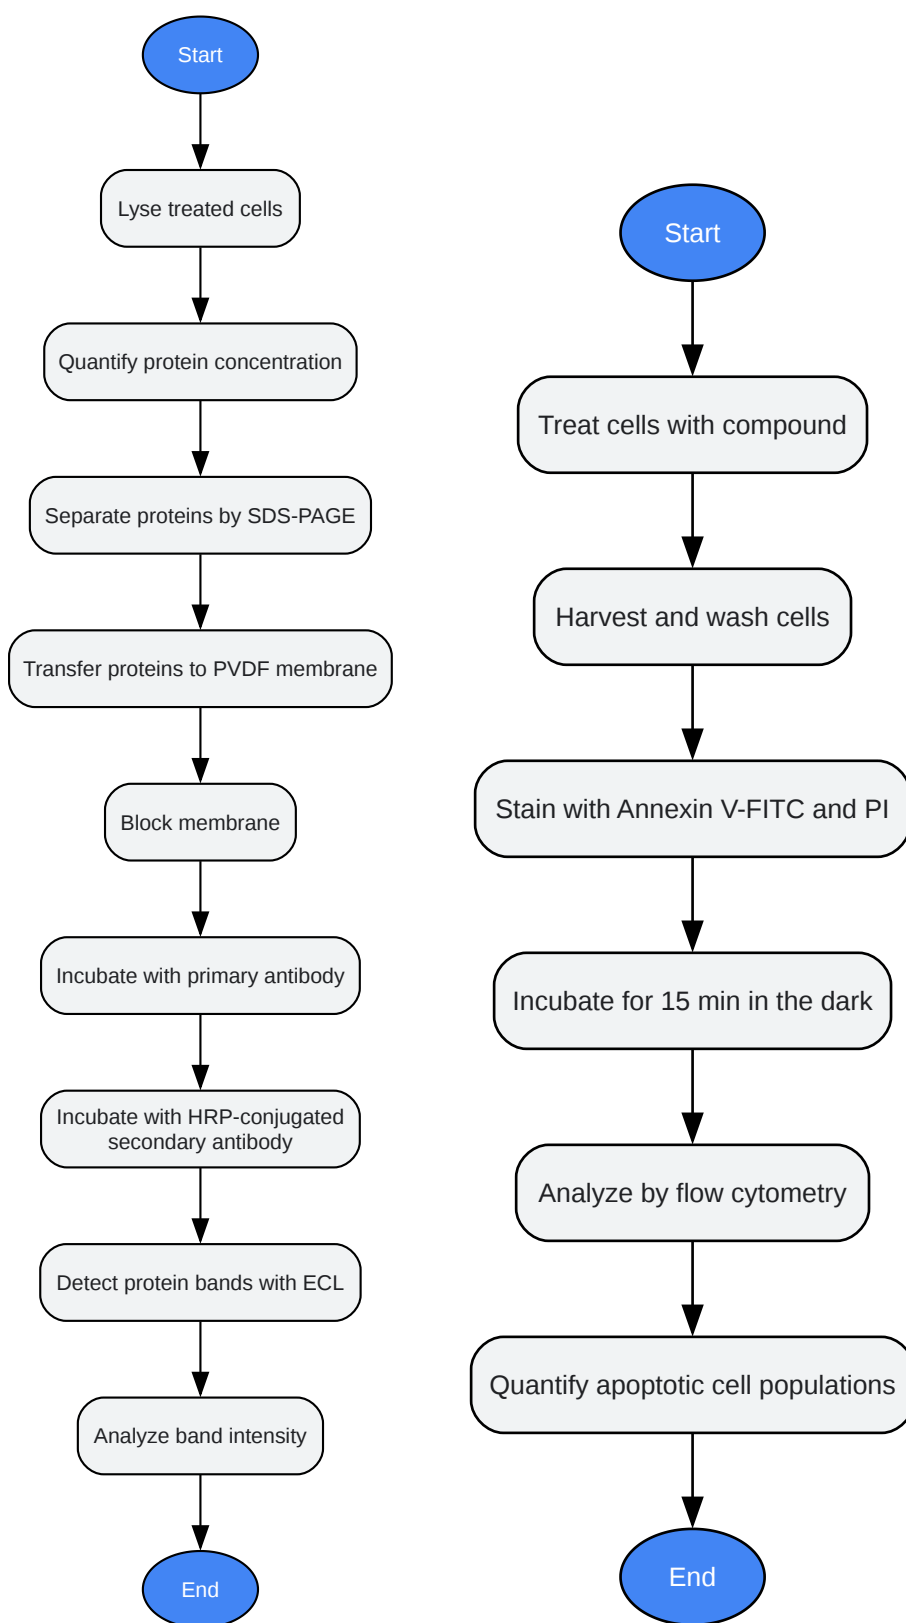 Start
Lyse treated cells
Quantify protein concentration
Separate proteins by SDS-PAGE
Transfer proteins to PVDF membrane
Block membrane
Incubate with primary antibody
Incubate with HRP-conjugated
secondary antibody
Detect protein bands with ECL
Analyze band intensity
End
Start
Treat cells with compound
Harvest and wash cells
Stain with Annexin V-FITC and PI
Incubate for 15 min in the dark
Analyze by flow cytometry
Quantify apoptotic cell populations
End